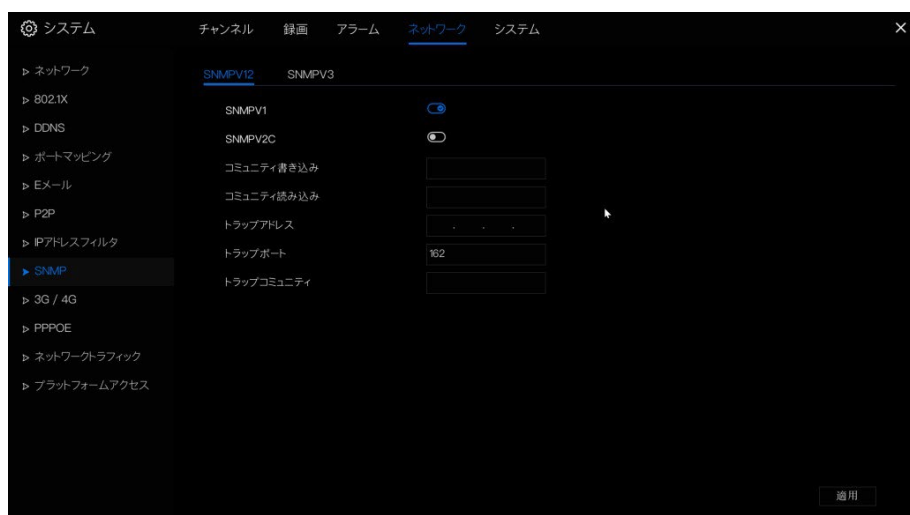 システム
チャンネル 録画 アラーム ネットワーク システム
ネットワーク
802.1X
DDNS
ポートマッピング
Eメール
P2P
IPアドレスフィルタ
SNMP
3G / 4G
PPPOE
ネットワークトラフィック
プラットフォームアクセス
SNMPV12 SNMPV3
SNMPV1
SNMPV2C
コミュニティ書き込み
コミュニティ読み込み
トラップアドレス . . .
トラップポート 162
トラップコミュニティ
適用